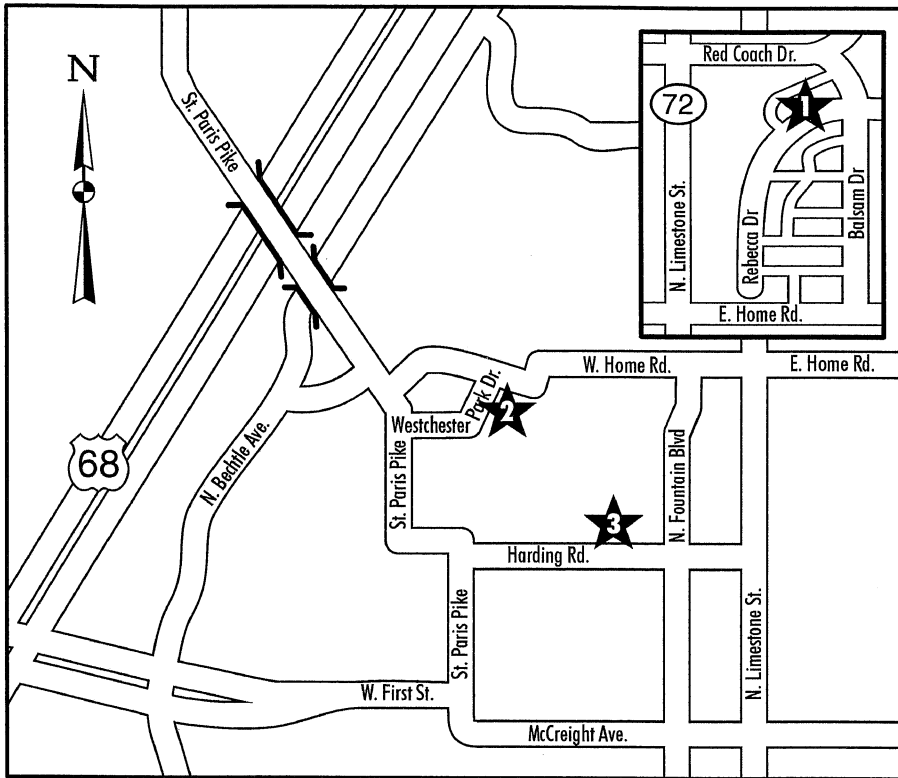 N
St. Paris Pike
Red Coach Dr.
72
1
N. Limestone St.
Rebecca Dr
Balsam Dr
E. Home Rd.
W. Home Rd.
E. Home Rd.
Park Dr.
2
Westchester
68
N. Bechtle Ave.
St. Paris Pike
N. Fountain Blvd
3
Harding Rd.
St. Paris Pike
N. Limestone St.
W. First St.
McCreight Ave.